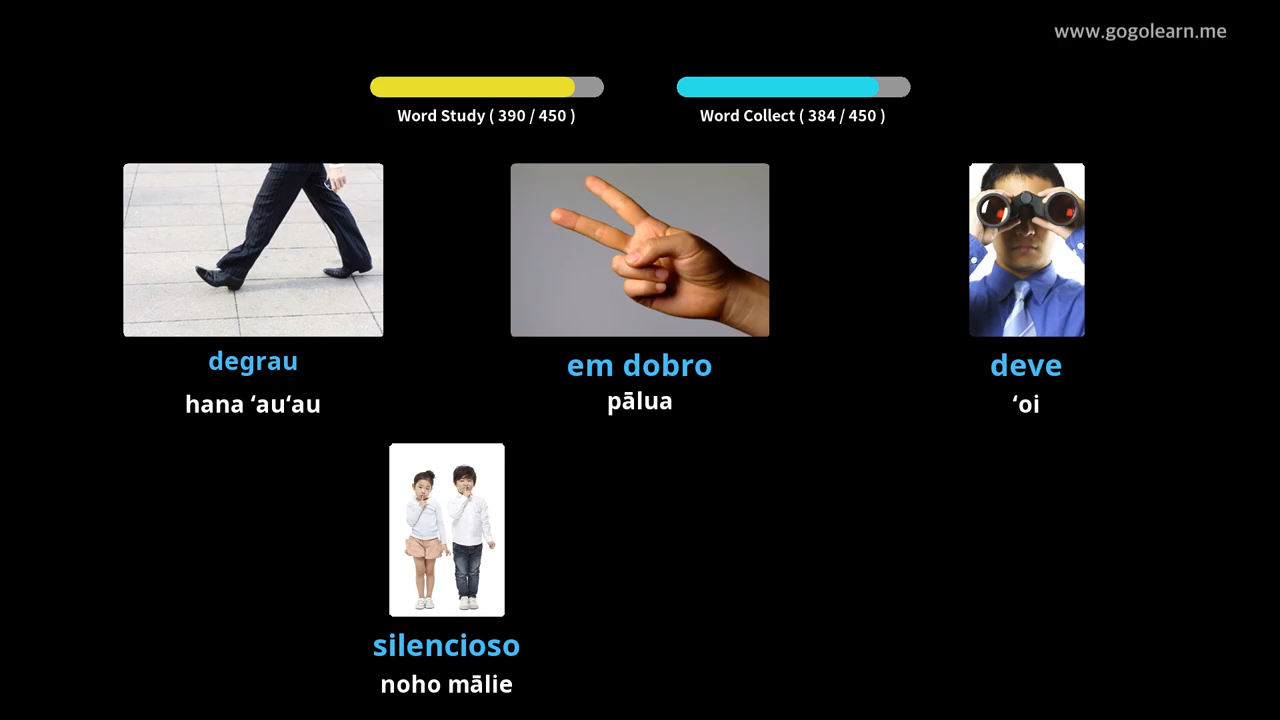 www.gogolearn.me
Word Study ( 390 / 450 )
Word Collect ( 384 / 450 )
degrau
hana ʻauʻau
em dobro
pālua
deve
ʻoi
silencioso
noho mālie